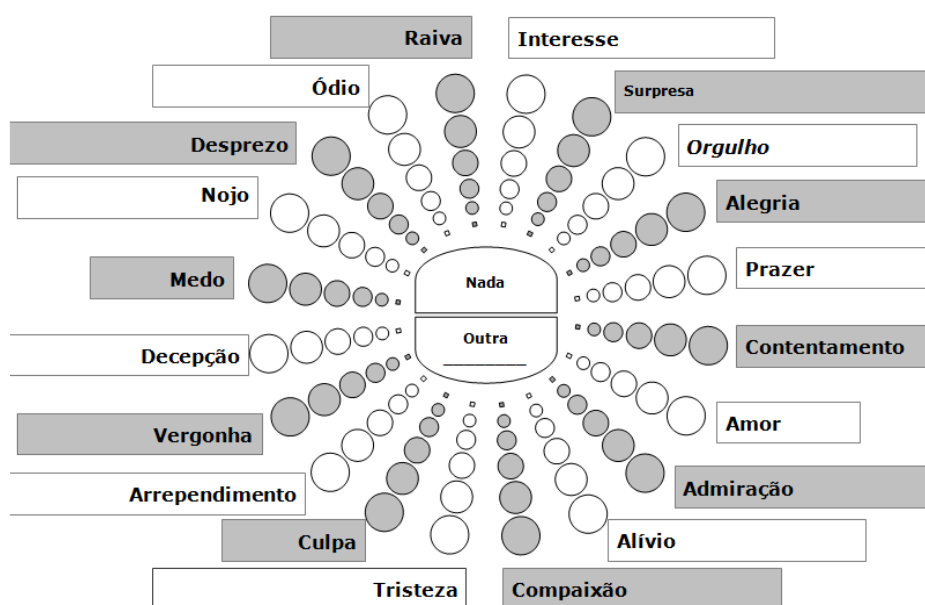 Raiva
Interesse
Ódio
Surpresa
Desprezo
Orgulho
Nojo
Alegria
Medo
Prazer
Nada
Outra
__________
Decepção
Contentamento
Vergonha
Amor
Arrependimento
Admiração
Culpa
Alívio
Tristeza
Compaixão